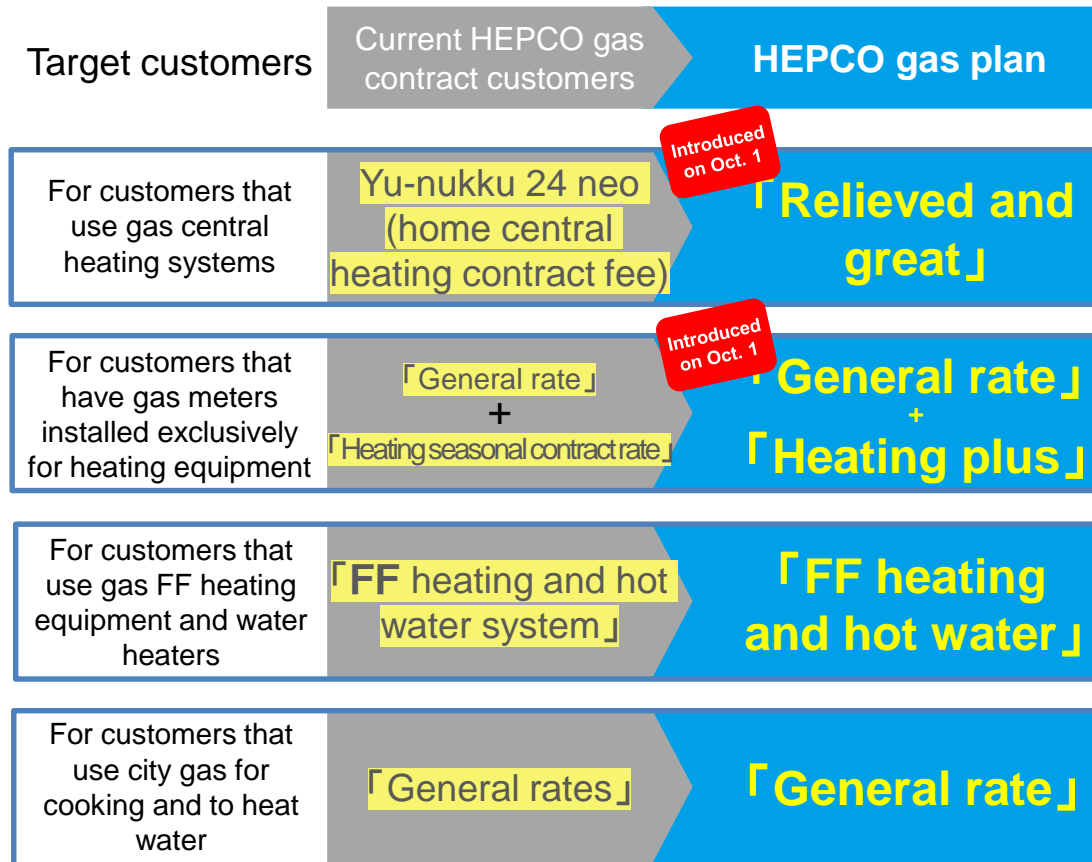 Target customers
Current HEPCO gas
contract customers
HEPCO gas plan
For customers that
use gas central
heating systems
Yu-nukku 24 neo
(home central
heating contract fee)
Introduced
on Oct. 1
「Relieved and
great」
For customers that
have gas meters
installed exclusively
for heating equipment
「General rate」
+
「Heating seasonal contract rate」
Introduced
on Oct. 1
「General rate」
+
「Heating plus」
For customers that
use gas FF heating
equipment and water
heaters
「FF heating and hot
water system」
「FF heating
and hot water」
For customers that
use city gas for
cooking and to heat
water
「General rates」
「General rate」